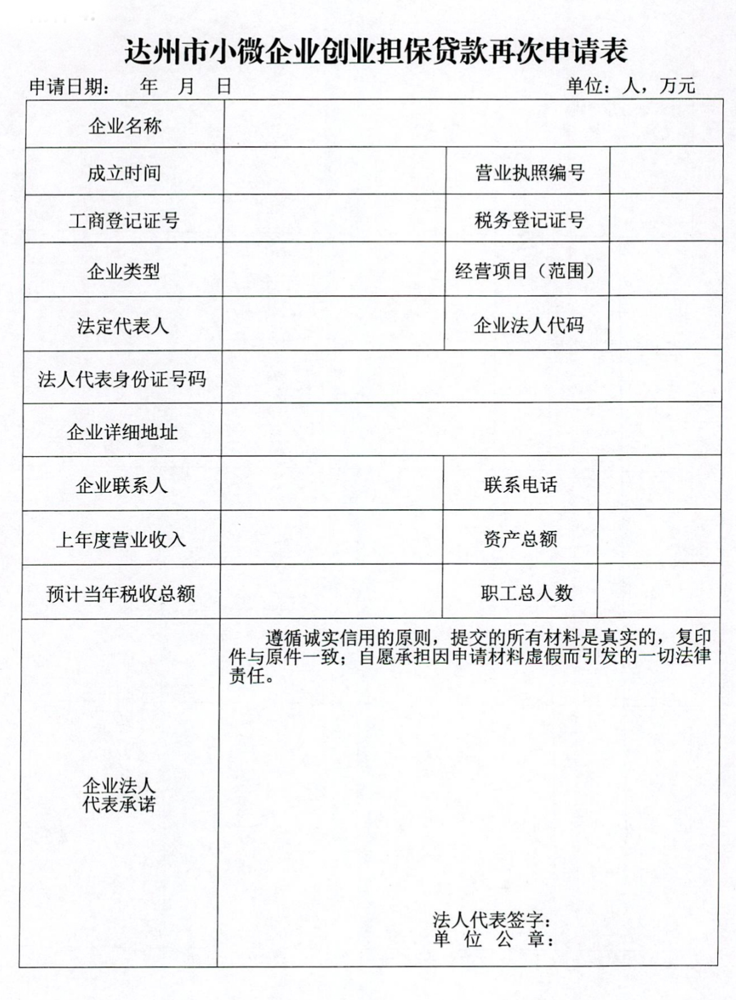 达州市小微企业创业担保贷款再次申请表
申请日期： 年 月 日 单位：人，万元
企业名称
成立时间 营业执照编号
工商登记证号 税务登记证号
企业类型 经营项目（范围）
法定代表人 企业法人代码
法人代表身份证号码
企业详细地址
企业联系人 联系电话
上年度营业收入 资产总额
预计当年税收总额 职工总人数
遵循诚实信用的原则，提交的所有材料是真实的，复印
件与原件一致；自愿承担因申请材料虚假而引发的一切法律
责任。
企业法人
代表承诺
法人代表签字：
单 位 公 章：